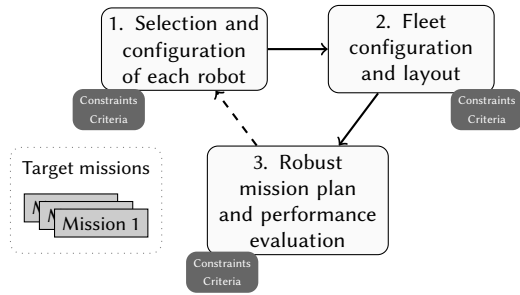 1. Selection and
configuration
of each robot
Constraints
Criteria
2. Fleet
configuration
and layout
Constraints
Criteria
Target missions
M
M
Mission 1
3. Robust
mission plan
and performance
evaluation
Constraints
Criteria